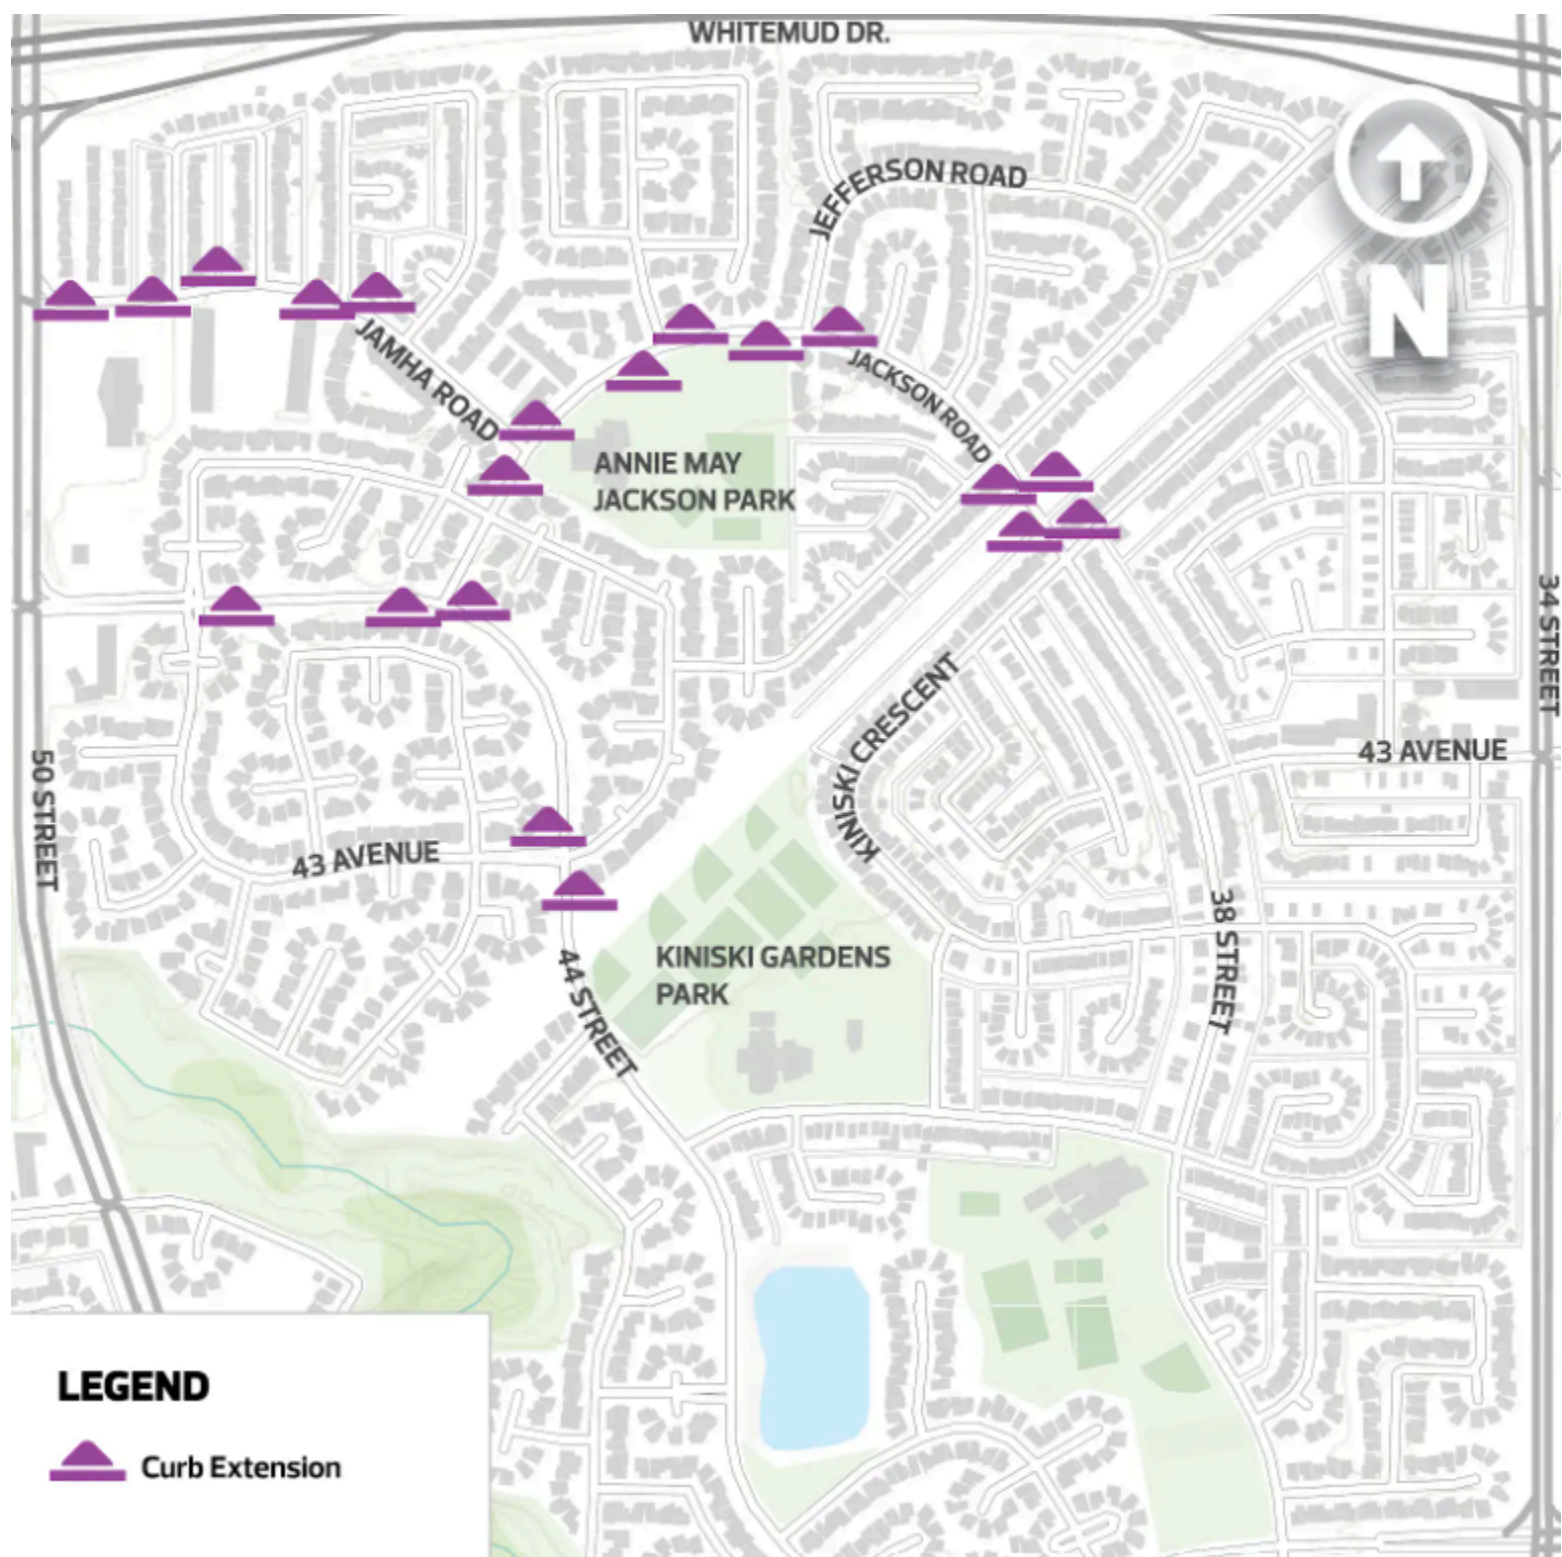 WHITEMUD DR.
JEFFERSON ROAD
N
JAMHA ROAD
JACKSON ROAD
ANNIE MAY
JACKSON PARK
34 STREET
KINISKI CRESCENT
43 AVENUE
50 STREET
KINISKI
43 AVENUE
38 STREET
44 STREET
KINISKI GARDENS
PARK
LEGEND
Curb Extension